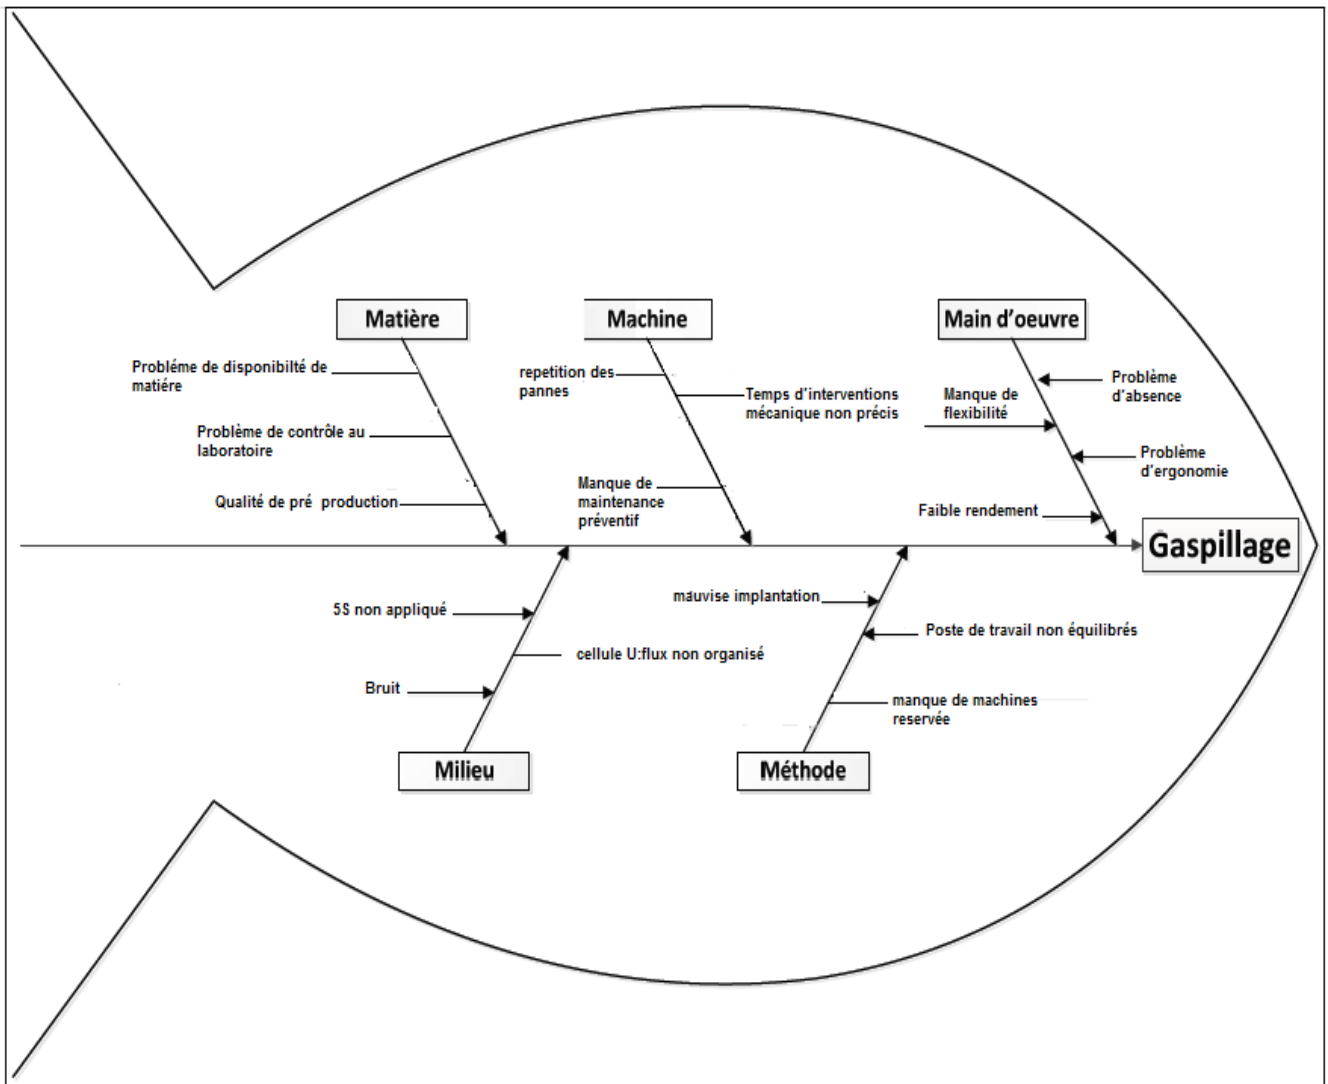 Matière
Machine
Main d'oeuvre
Probléme de disponibilté de
matiére
Problème de contrôle au
laboratoire
Qualité de pré production
repetition des
pannes
Temps d'interventions
mécanique non précis
Manque de
maintenance
préventif
Problème
d'absence
Manque de
flexibilité
Problème
d'ergonomie
Faible rendement
Gaspillage
5S non appliqué
cellule U:flux non organisé
Bruit
mauvise implantation
Poste de travail non équilibrés
manque de machines
reservée
Milieu
Méthode